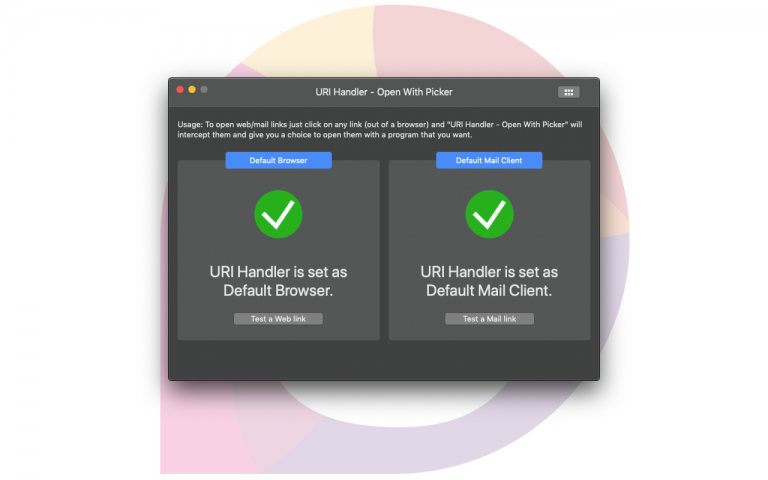 URI Handler - Open With Picker
Usage: To open web/mail links just click on any link (out of a browser) and "URI Handler - Open With Picker" will
intercept them and give you a choice to open them with a program that you want.
Default Browser
URI Handler is set as
Default Browser.
Test a Web link
Default Mail Client
URI Handler is set as
Default Mail Client.
Test a Mail link